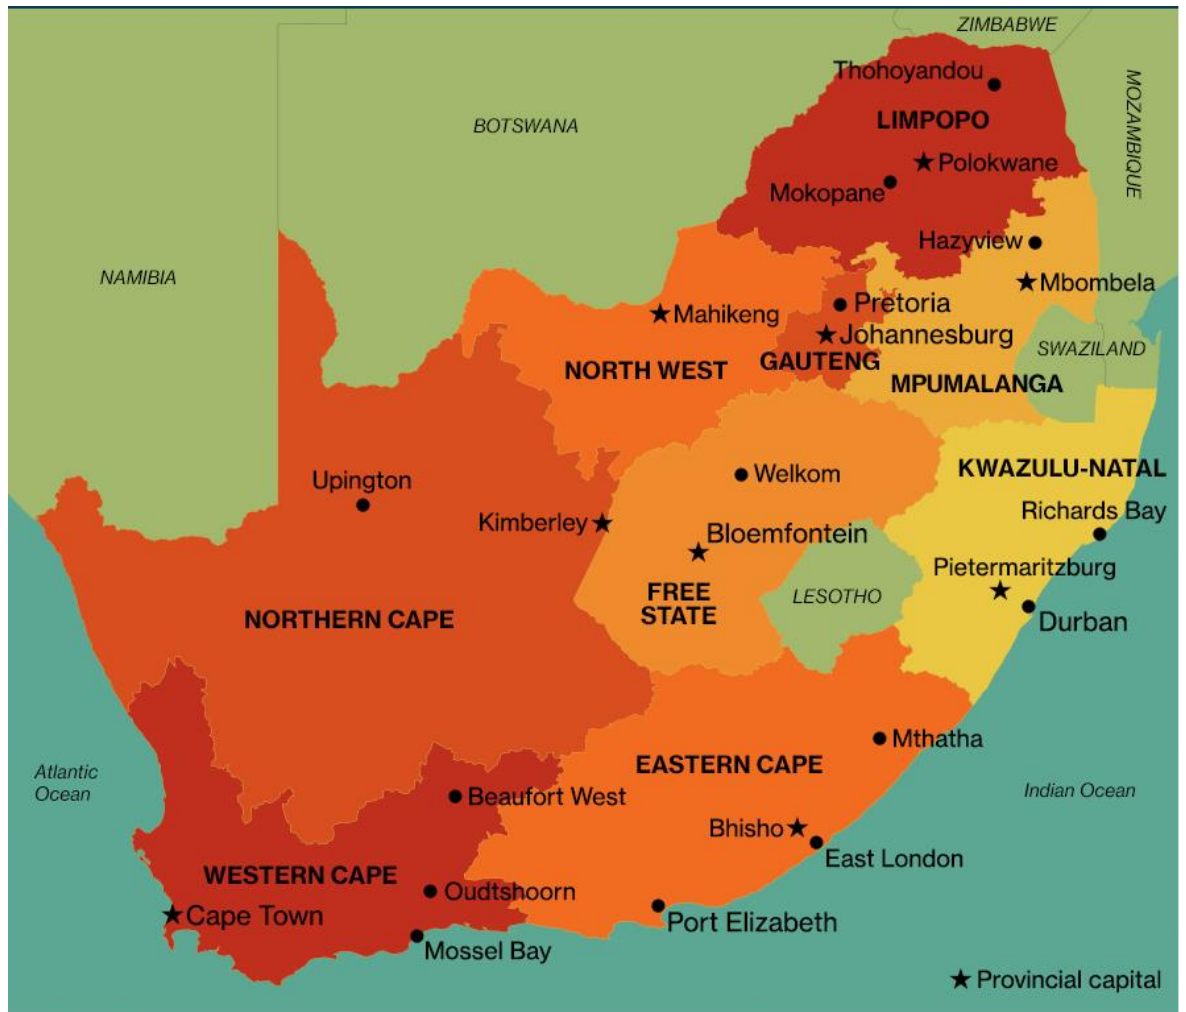 ZIMBABWE
Thohoyandou
MOZAMBIQUE
LIMPOPO
BOTSWANA
Polokwane
Mokopane
Hazyview
NAMIBIA
Mbombela
Pretoria
Mahikeng
Johannesburg
SWAZILAND
GAUTENG
NORTH WEST
MPUMALANGA
KWAZULU-NATAL
Welkom
Upington
Richards Bay
Kimberley
Bloemfontein
Pietermaritzburg
FREE
STATE
LESOTHO
NORTHERN CAPE
Durban
Mthatha
EASTERN CAPE
Atlantic
Ocean
Indian Ocean
Beaufort West
Bhisho
East London
WESTERN CAPE
Oudtshoorn
Cape Town
Port Elizabeth
Mossel Bay
★ Provincial capital